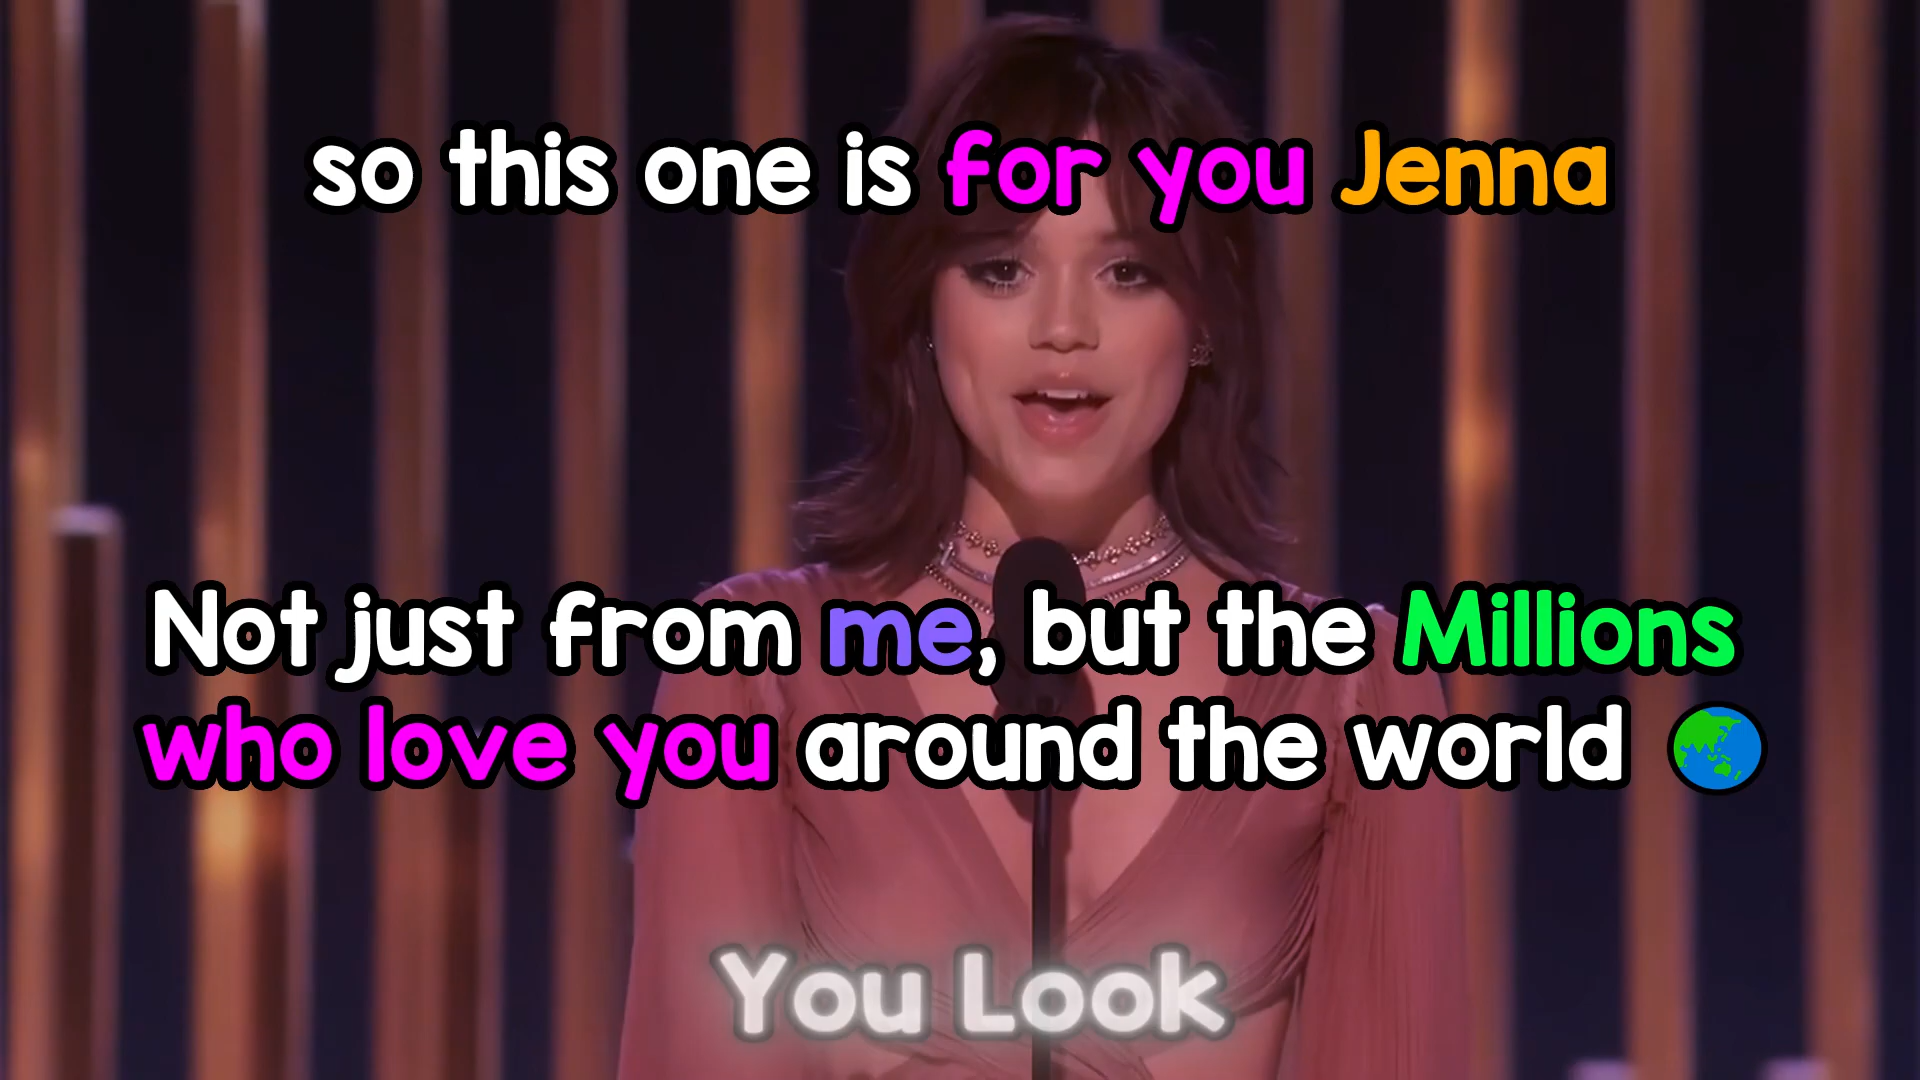 so this one is for you Jenna
Not just from me, but the Millions
who love you around the world 🌏
You Look